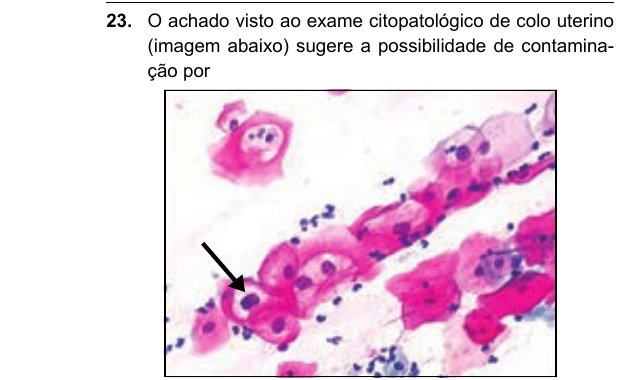 23. O achado visto ao exame citopatológico de colo uterino
(imagem abaixo) sugere a possibilidade de contamina-
ção por